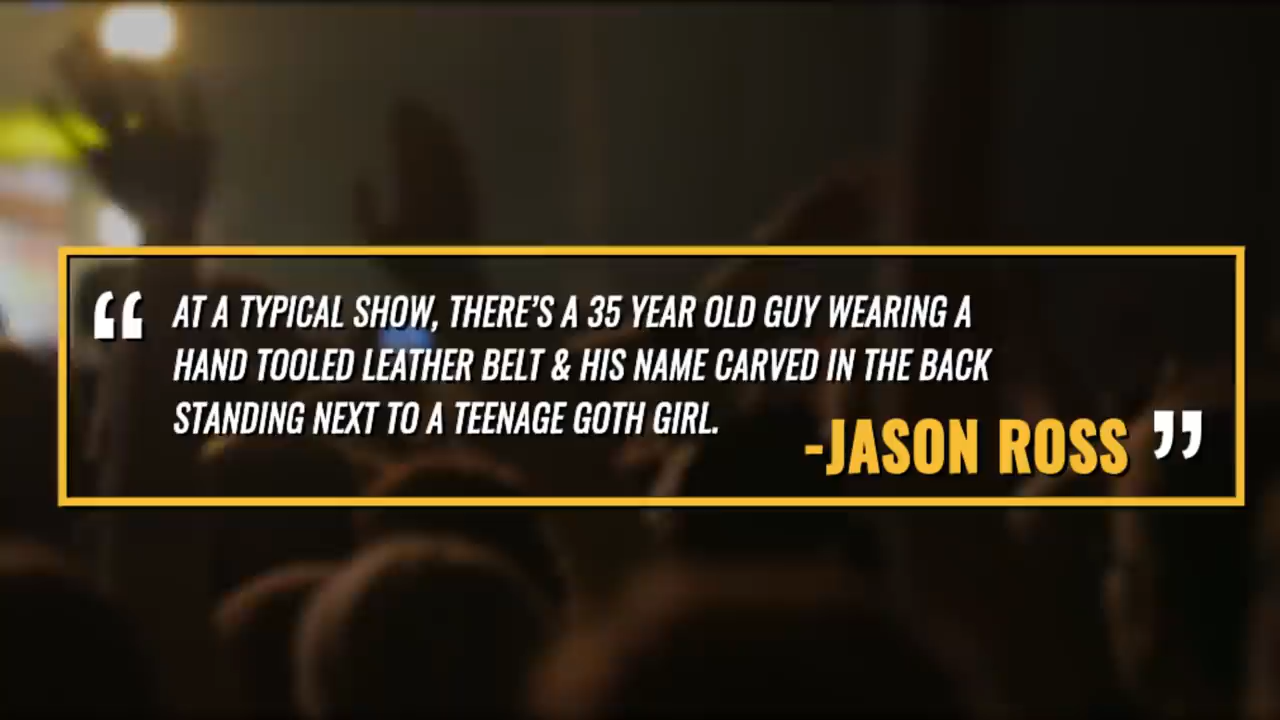 “ AT A TYPICAL SHOW, THERE’S A 35 YEAR OLD GUY WEARING A
HAND TOOLED LEATHER BELT & HIS NAME CARVED IN THE BACK
STANDING NEXT TO A TEENAGE GOTH GIRL.
-JASON ROSS ”